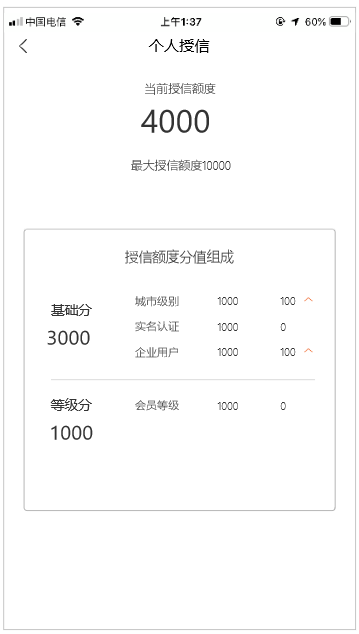 中国电信 上午1:37 60%
个人授信
当前授信额度
4000
最大授信额度10000
授信额度分值组成
基础分
3000
城市级别 1000 100
实名认证 1000 0
企业用户 1000 100
等级分
1000
会员等级 1000 0